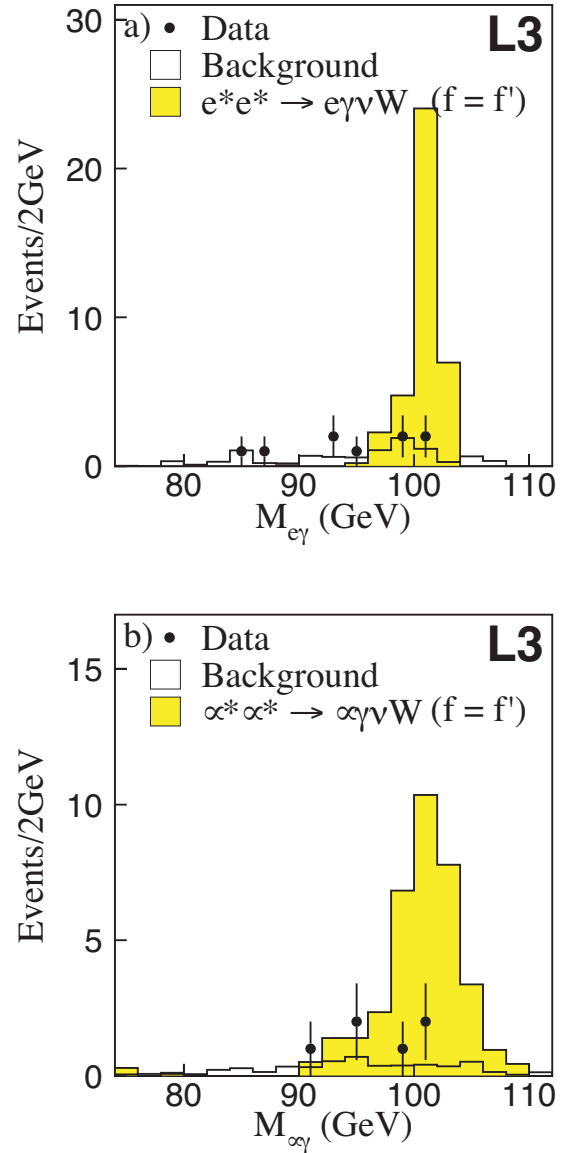 a) • Data L3
Background
e*e* → eγνW (f = f')
Events/2GeV
30
20
10
0
80 90 100 110
M_eγ (GeV)
b) • Data L3
Background
∝*∝* → ∝γνW (f = f')
Events/2GeV
15
10
5
0
80 90 100 110
M_∝γ (GeV)